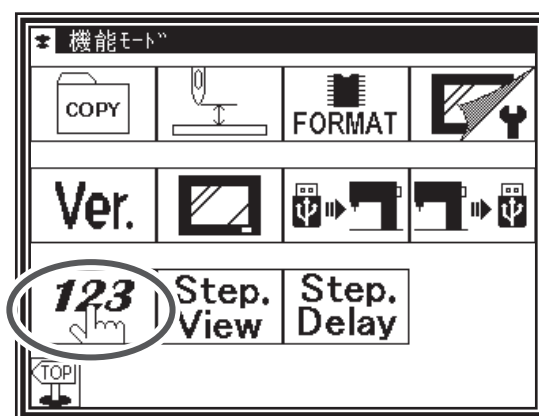 機能ﾓｰﾄﾞ
COPY
FORMAT
Ver.
123
Step.
View
Step.
Delay
TOP